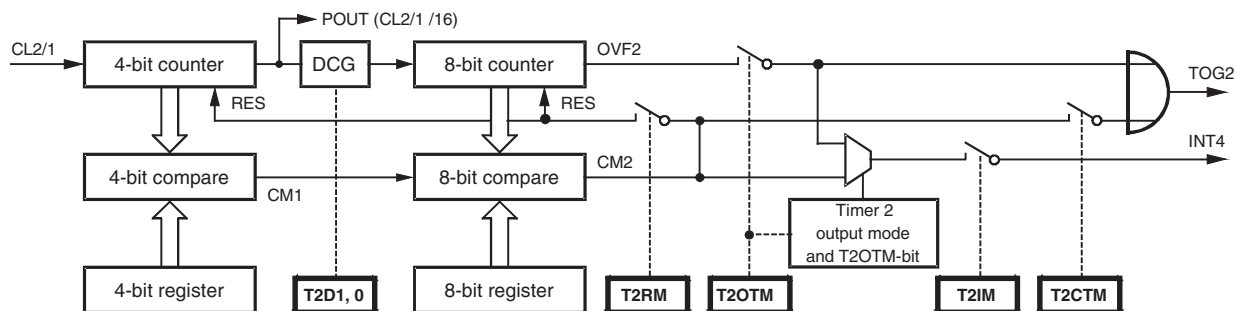 POUT (CL2/1 /16)
CL2/1
4-bit counter
DCG
8-bit counter
OVF2
TOG2
RES
RES
INT4
4-bit compare
CM1
8-bit compare
CM2
Timer 2
output mode
and T2OTM-bit
4-bit register
T2D1, 0
8-bit register
T2RM
T2OTM
T2IM
T2CTM